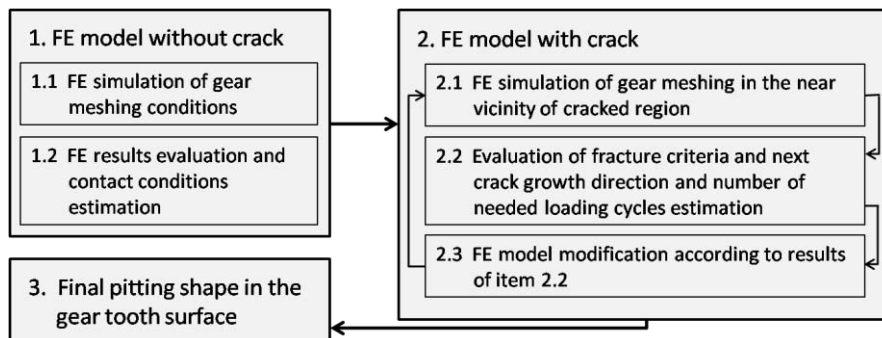 1. FE model without crack
1.1 FE simulation of gear
meshing conditions
1.2 FE results evaluation and
contact conditions
estimation
2. FE model with crack
2.1 FE simulation of gear meshing in the near
vicinity of cracked region
2.2 Evaluation of fracture criteria and next
crack growth direction and number of
needed loading cycles estimation
2.3 FE model modification according to results
of item 2.2
3. Final pitting shape in the
gear tooth surface